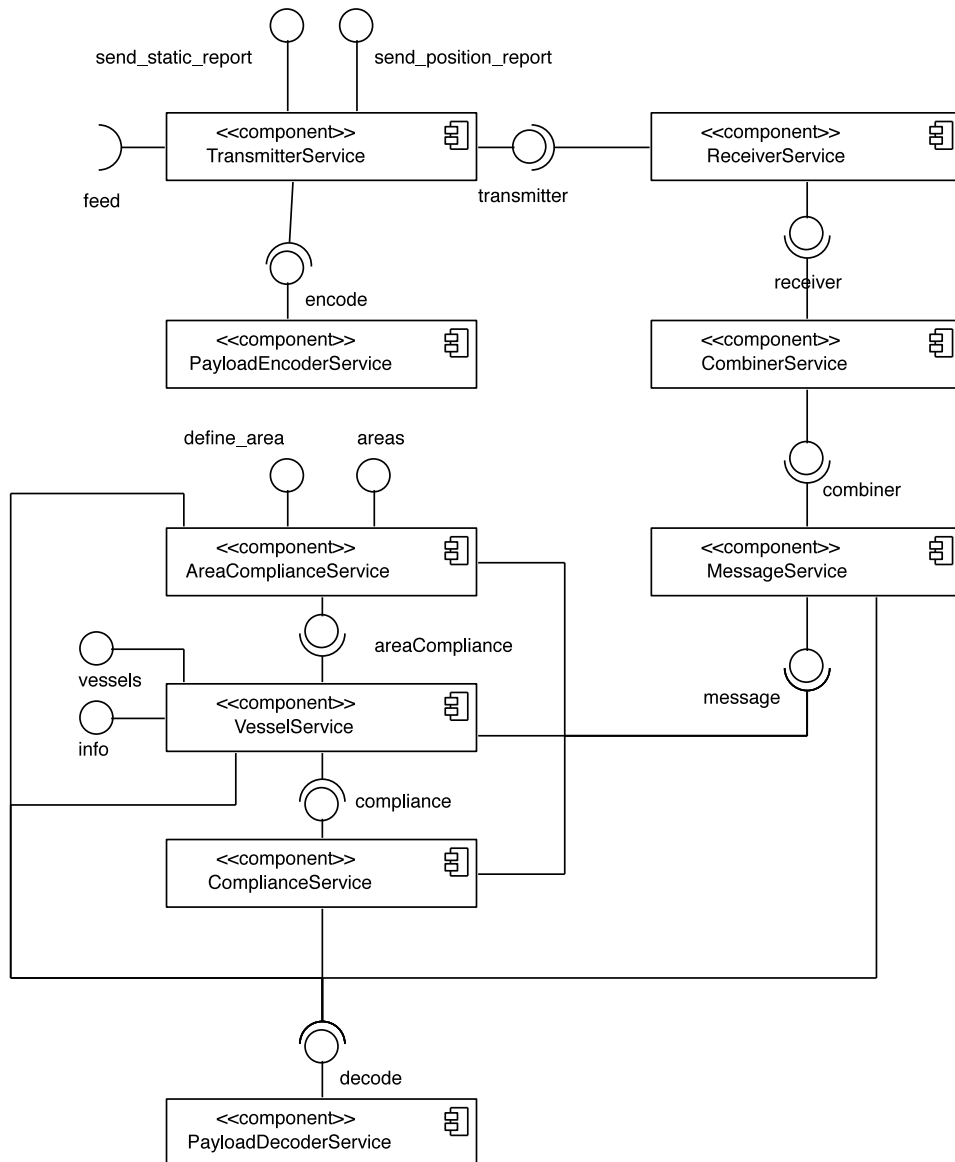 send_static_report
send_position_report
<<component>>
TransmitterService
<<component>>
ReceiverService
feed
transmitter
encode
receiver
<<component>>
PayloadEncoderService
<<component>>
CombinerService
define_area
areas
combiner
<<component>>
AreaComplianceService
<<component>>
MessageService
areaCompliance
vessels
message
<<component>>
VesselService
info
compliance
<<component>>
ComplianceService
decode
<<component>>
PayloadDecoderService